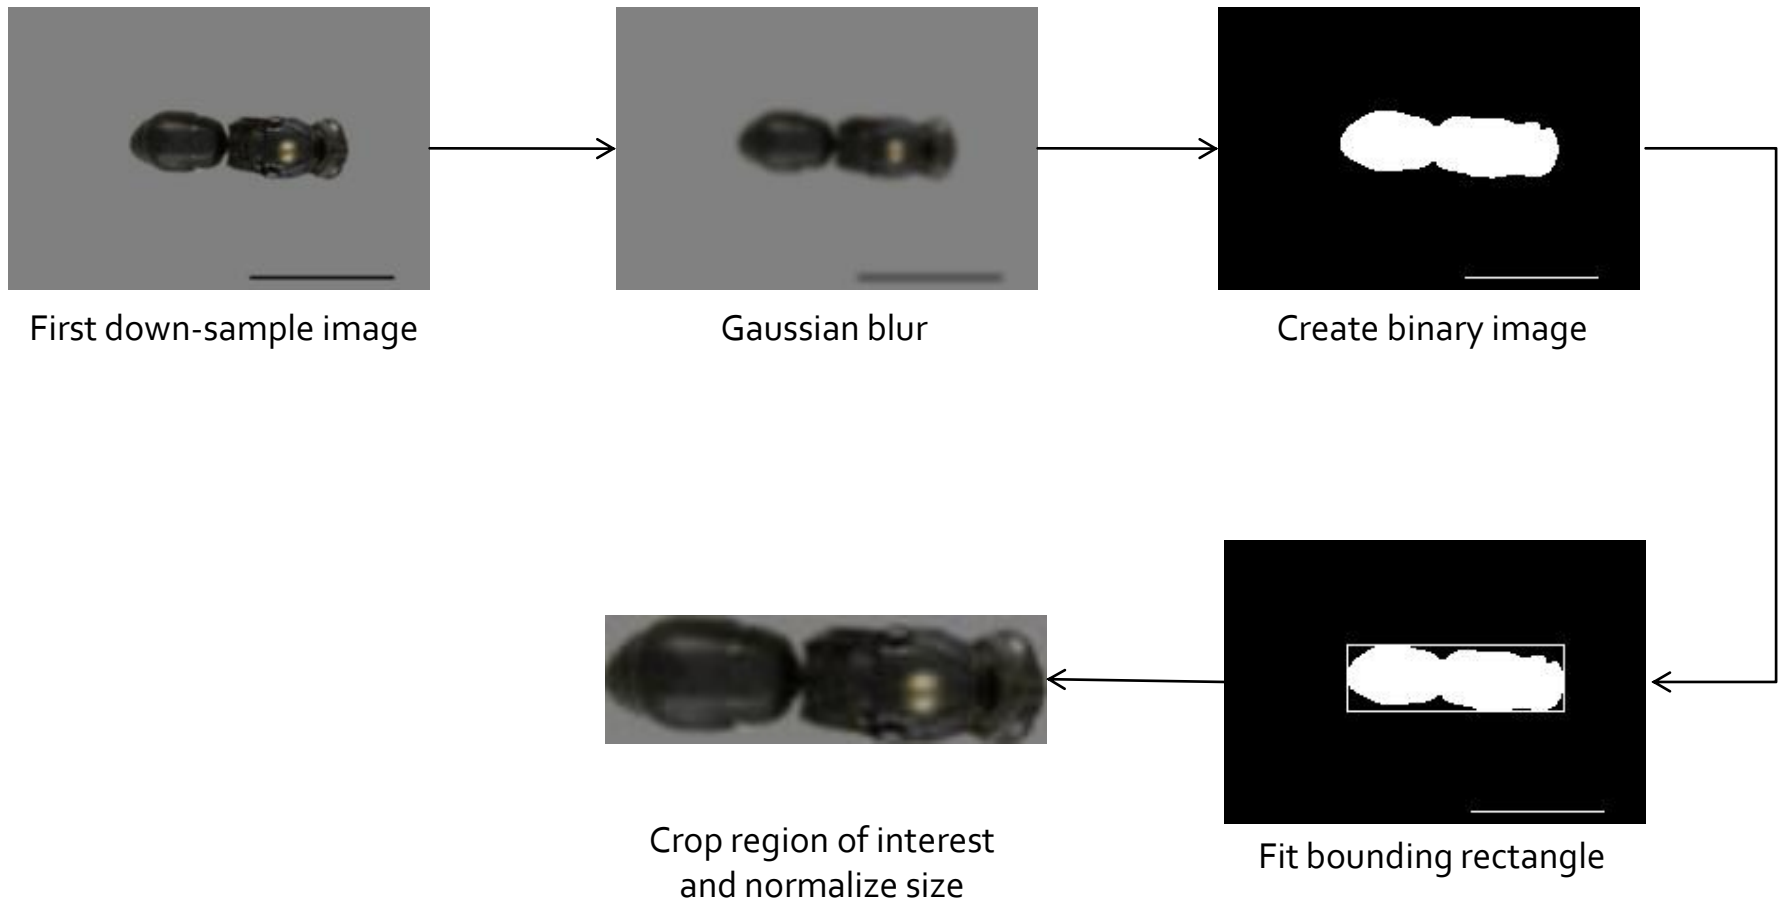 First down-sample image
Gaussian blur
Create binary image
Fit bounding rectangle
Crop region of interest
and normalize size